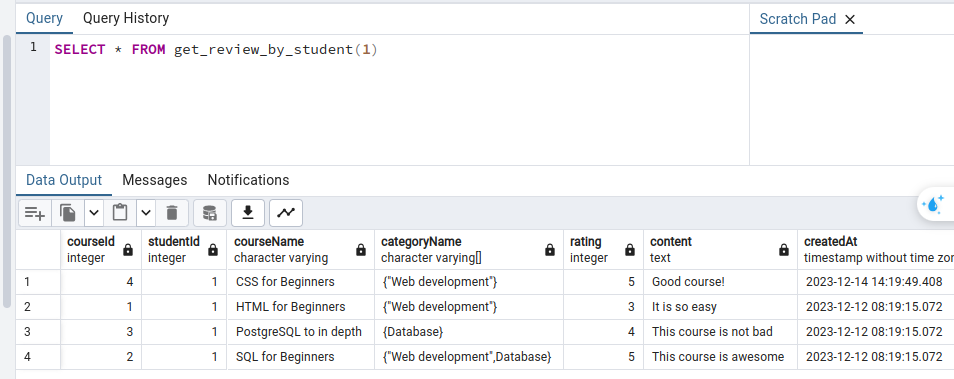 Query Query History Scratch Pad
1 SELECT * FROM get_review_by_student(1)
Data Output Messages Notifications
courseId studentId courseName categoryName rating content createdAt
integer integer character varying character varying[] integer text timestamp without time zon
1 4 1 CSS for Beginners {"Web development"} 5 Good course! 2023-12-14 14:19:49.408
2 1 1 HTML for Beginners {"Web development"} 3 It is so easy 2023-12-12 08:19:15.072
3 3 1 PostgreSQL to in depth {Database} 4 This course is not bad 2023-12-12 08:19:15.072
4 2 1 SQL for Beginners {"Web development",Database} 5 This course is awesome 2023-12-12 08:19:15.072